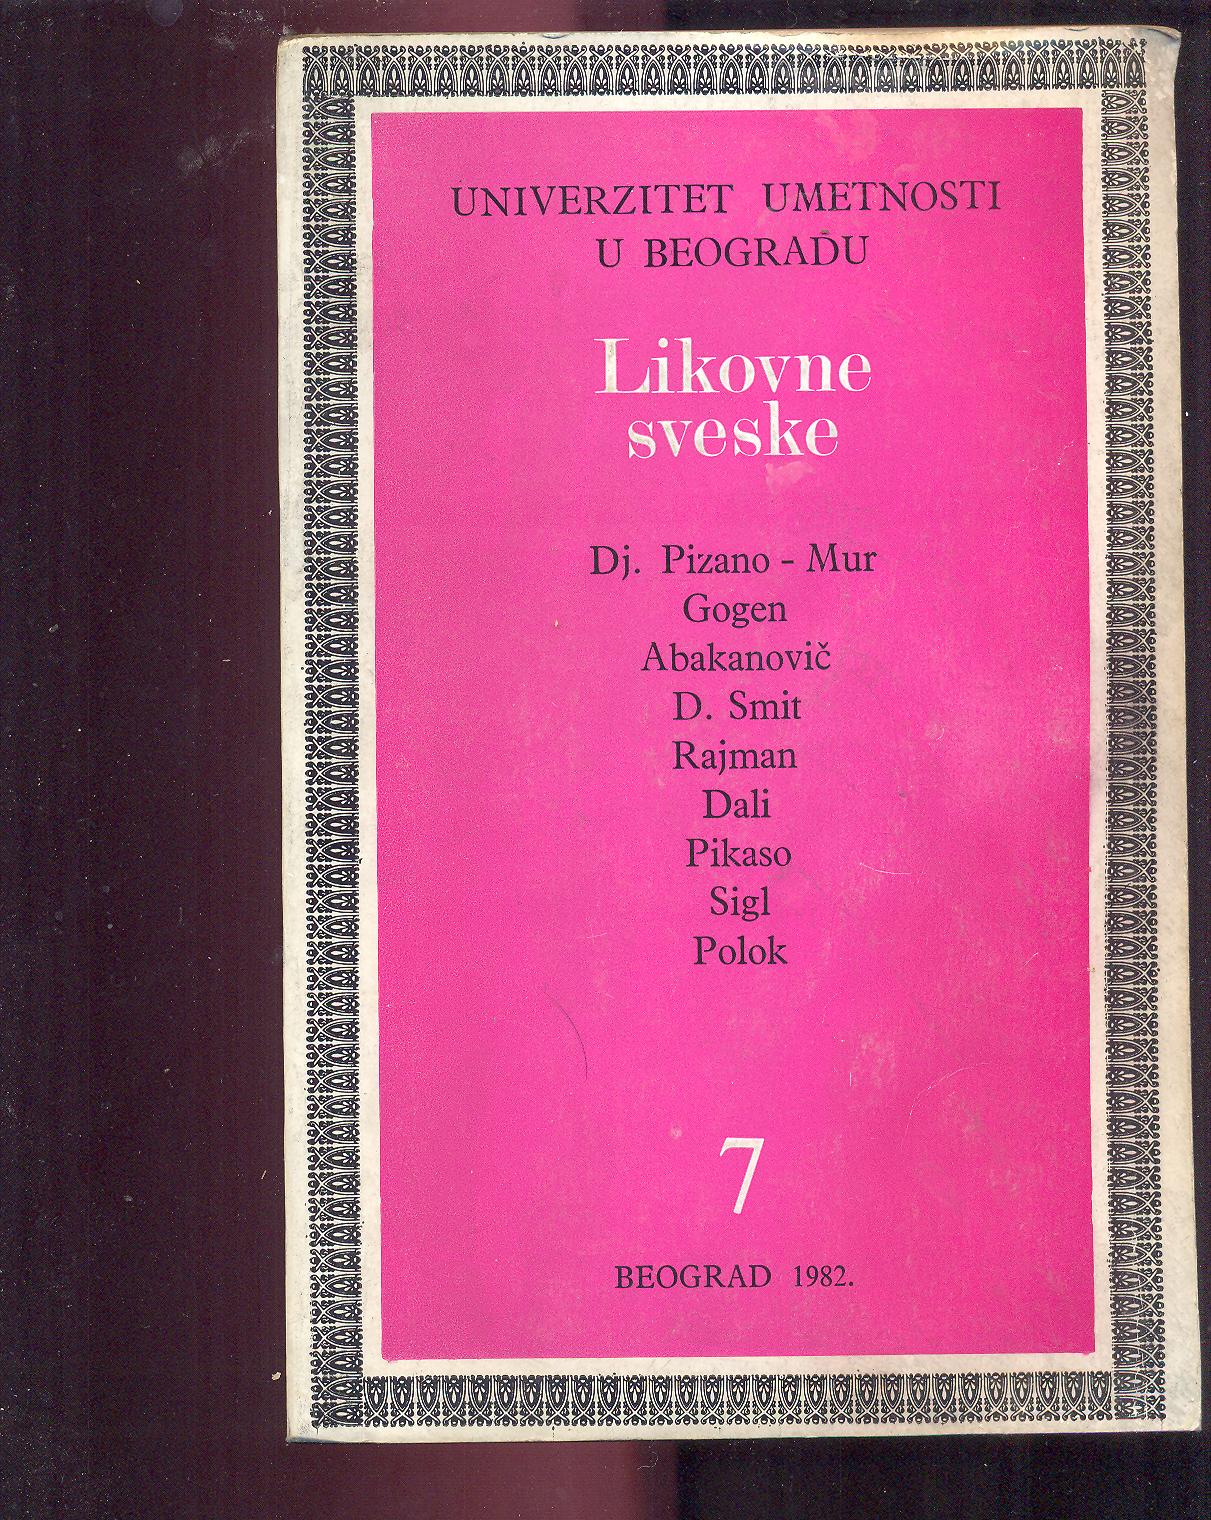 UNIVERZITET UMETNOSTI
U BEOGRADU
Likovne
sveske
Dj. Pizano - Mur
Gogen
Abakanovič
D. Smit
Rajman
Dali
Pikaso
Sigl
Polok
7
BEOGRAD 1982.